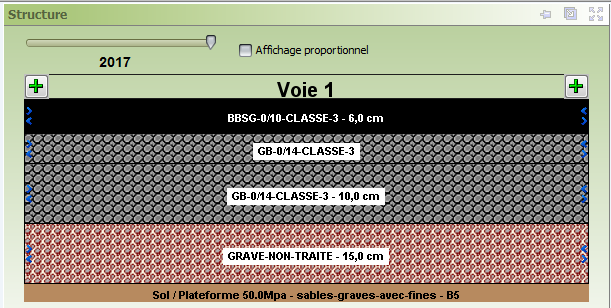 Structure
2017
Affichage proportionnel
Voie 1
BBSG-0/10-CLASSE-3 - 6,0 cm
GB-0/14-CLASSE-3
GB-0/14-CLASSE-3 - 10,0 cm
GRAVE-NON-TRAITE - 15,0 cm
Sol / Plateforme 50.0Mpa - sables-graves-avec-fines - B5